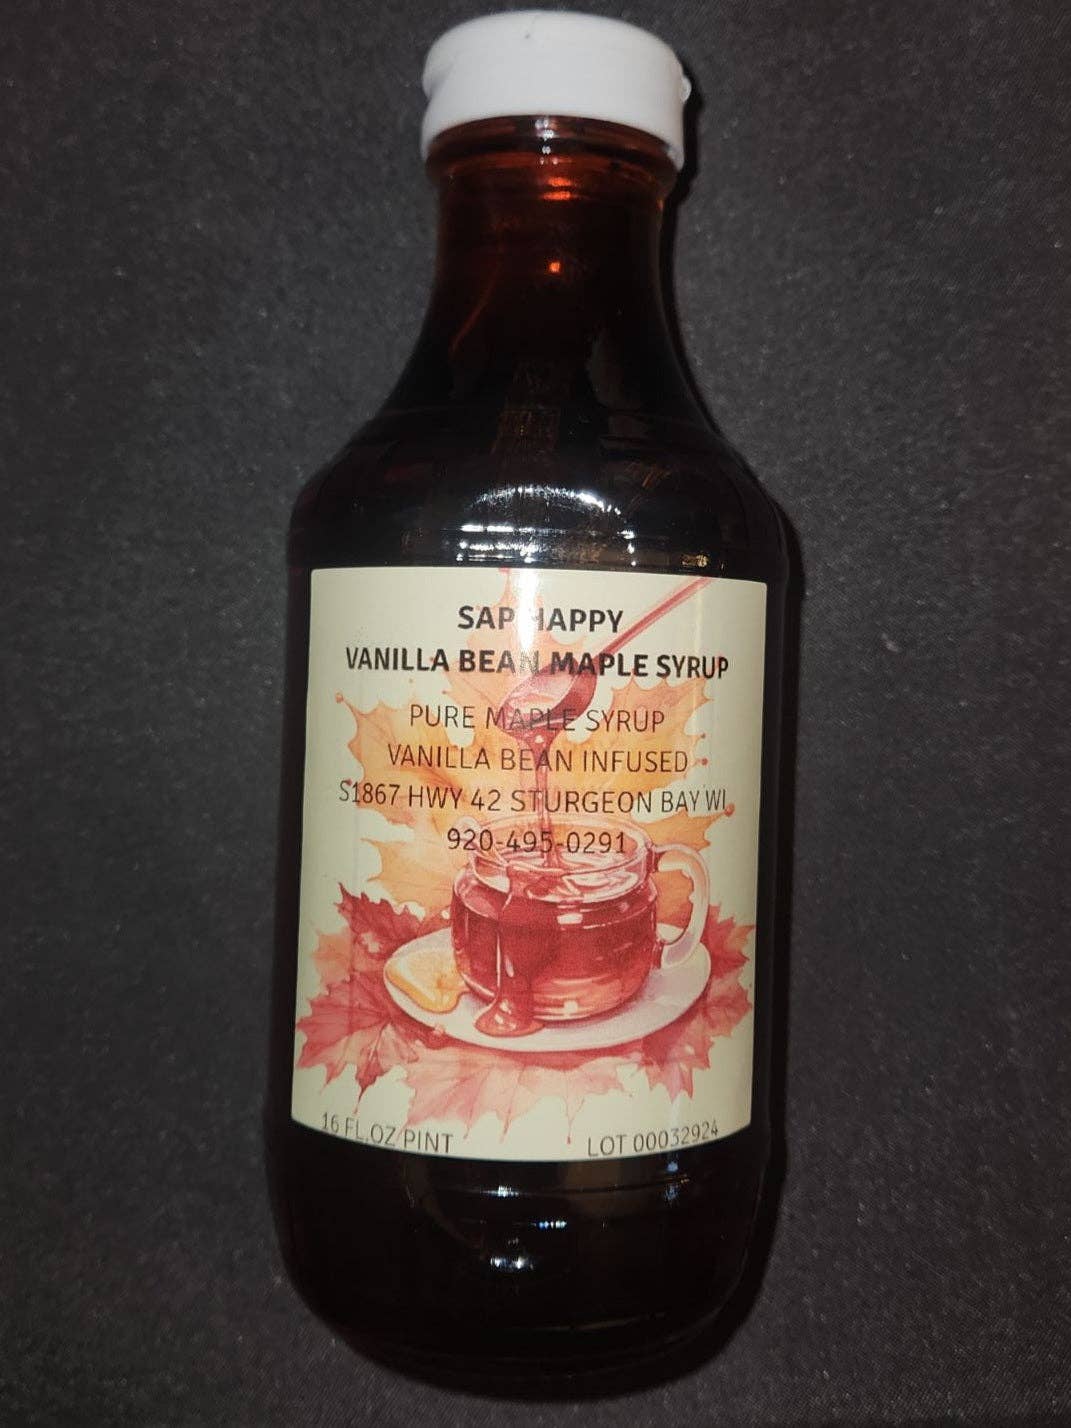 SAP HAPPY
VANILLA BEAN MAPLE SYRUP
PURE MAPLE SYRUP
VANILLA BEAN INFUSED
S1867 HWY 42 STURGEON BAY WI
920-495-0291
16 FL.OZ/PINT
LOT 00032924